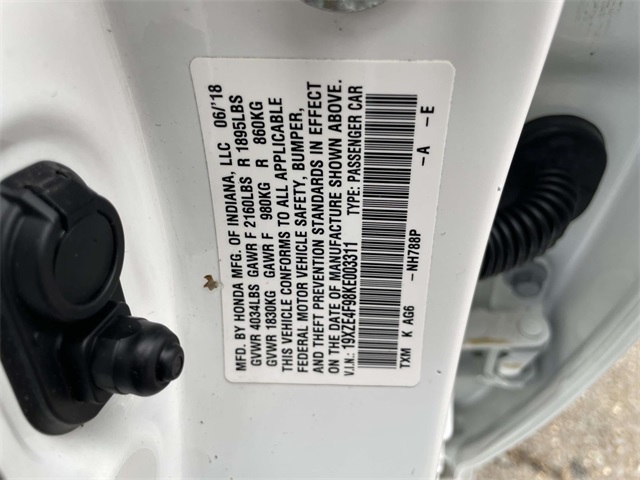 MFD. BY HONDA MFG. OF INDIANA, LLC 06/'18
GVWR 4034LBS GAWR F 2160LBS R 1895LBS
GVWR 1830KG GAWR F 980KG R 860KG
THIS VEHICLE CONFORMS TO ALL APPLICABLE
FEDERAL MOTOR VEHICLE SAFETY, BUMPER,
AND THEFT PREVENTION STANDARDS IN EFFECT
ON THE DATE OF MANUFACTURE SHOWN ABOVE.
V.I.N.: 19XZE4F98KE003311 TYPE: PASSENGER CAR
TXM K AG6 -NH788P -A -E